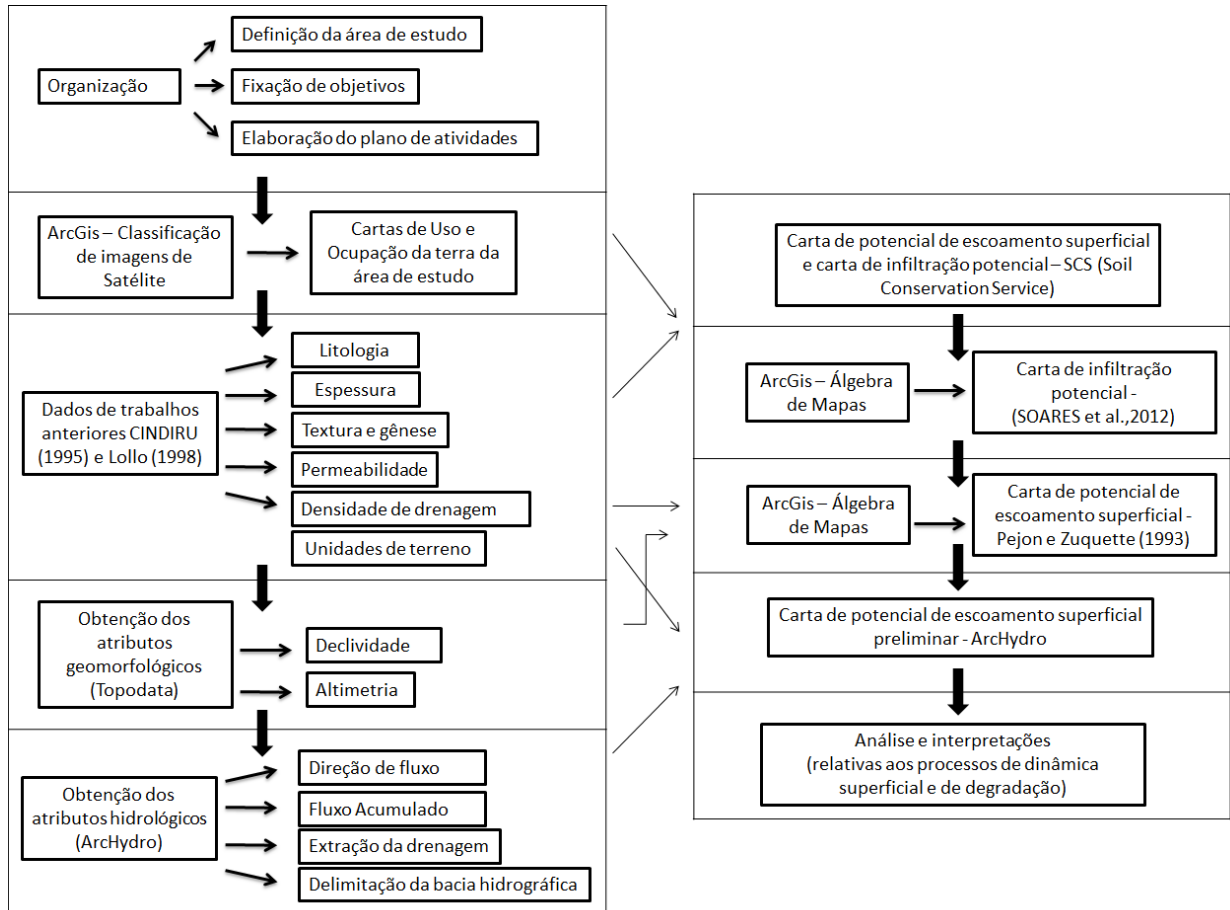 Organização
Definição da área de estudo
Fixação de objetivos
Elaboração do plano de atividades
ArcGis – Classificação
de imagens de
Satélite
Cartas de Uso e
Ocupação da terra da
área de estudo
Dados de trabalhos
anteriores CINDIRU
(1995) e Lollo (1998)
Litologia
Espessura
Textura e gênese
Permeabilidade
Densidade de drenagem
Unidades de terreno
Obtenção dos
atributos
geomorfológicos
(Topodata)
Declividade
Altimetria
Obtenção dos
atributos hidrológicos
(ArcHydro)
Direção de fluxo
Fluxo Acumulado
Extração da drenagem
Delimitação da bacia hidrográfica
Carta de potencial de escoamento superficial
e carta de infiltração potencial – SCS (Soil
Conservation Service)
ArcGis – Álgebra
de Mapas
Carta de infiltração
potencial -
(SOARES et al.,2012)
ArcGis – Álgebra
de Mapas
Carta de potencial de
escoamento superficial -
Pejon e Zuquette (1993)
Carta de potencial de escoamento superficial
preliminar - ArcHydro
Análise e interpretações
(relativas aos processos de dinâmica
superficial e de degradação)